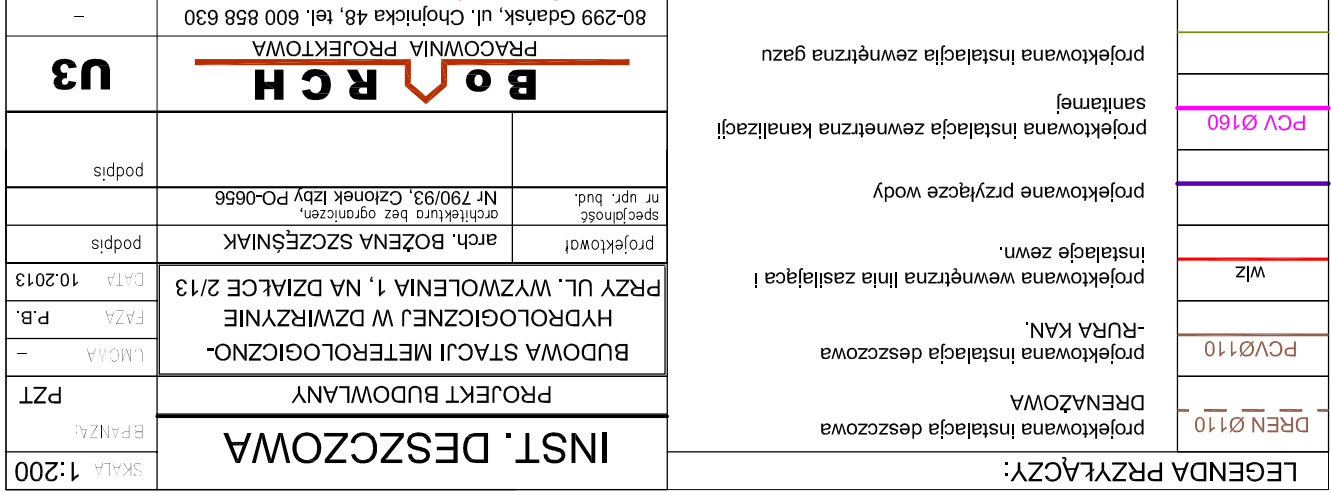 LEGENDA PRZYŁĄCZY:
DREN Ø110
projektowana instalacja deszczowa
DRENAŻOWA
PCVØ110
projektowana instalacja deszczowa
-RURA KAN.
wlz
projektowana wewnętrzna linia zasilająca i
instalacje zewn.
projektowane przyłącze wody
PCV Ø160
projektowana instalacja zewnetrzna kanalizacji
sanitarnej
projektowana instalacjia zewnętrzna gazu
INST. DESZCZOWA
SKALA 1:200
BRANŻA:
PZT
PROJEKT BUDOWLANY
BUDOWA STACJI METEROLOGICZNO-
HYDROLOGICZNEJ W DZWIRZYNIE
PRZY UL. WYZWOLENIA 1, NA DZIAŁCE 2/13
UMOWA –
FAZA P.B.
DATA 10.2013
projektował
arch. BOŻENA SZCZĘŚNIAK
podpis
specjalność
nr upr. bud.
architektura bez ograniczen,
Nr 790/93, Członek Izby PO-0656
podpis
BoRCH
PRACOWNIA PROJEKTOWA
U3
80-299 Gdańsk, ul. Chojnicka 48, tel. 600 858 630
–